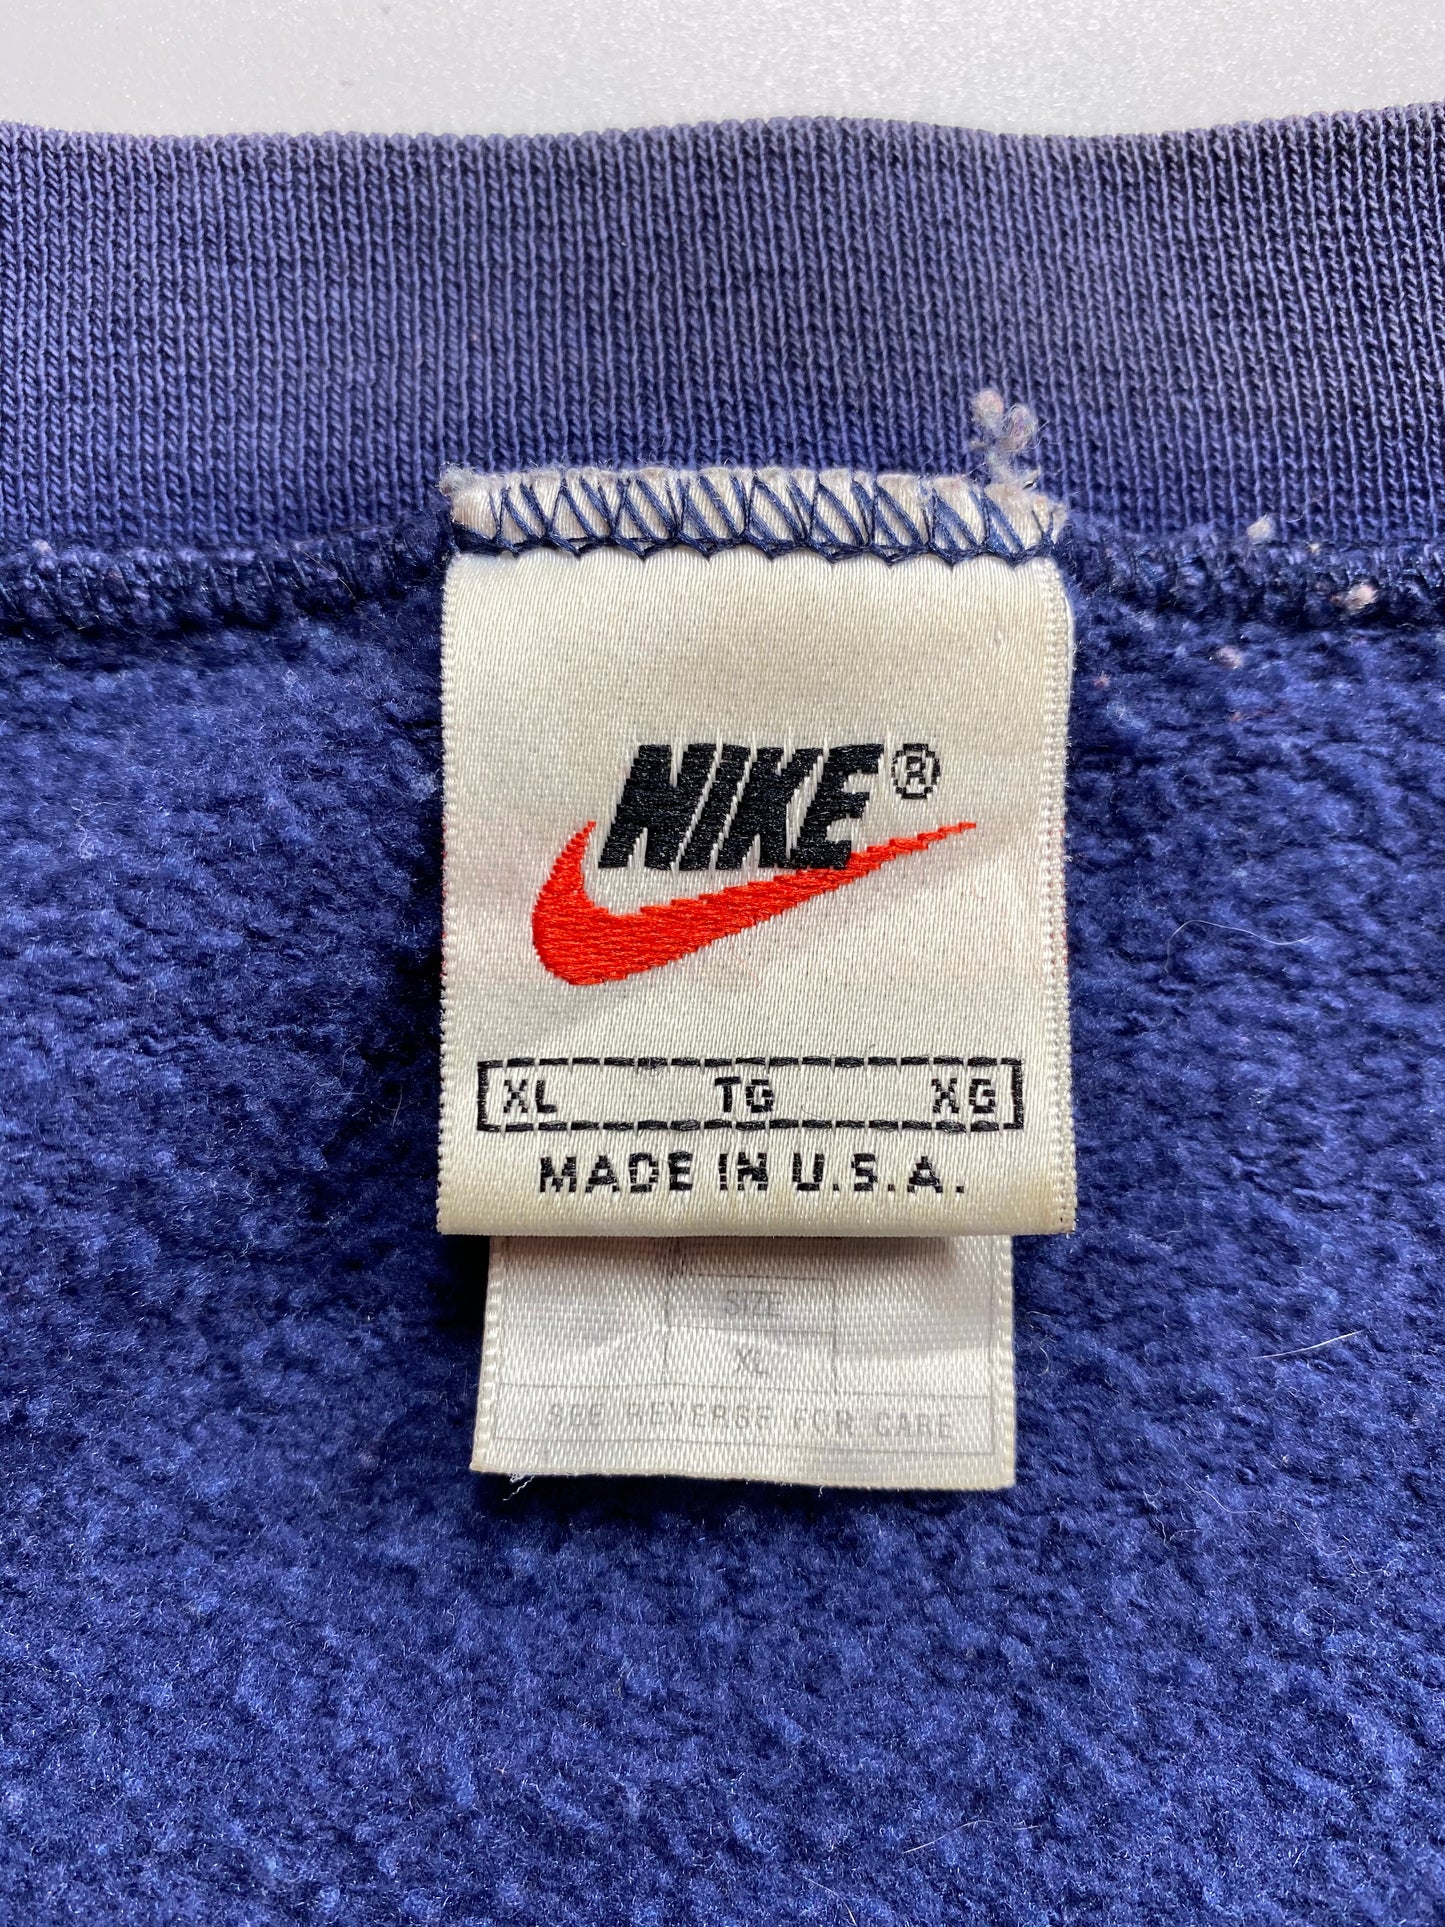 NIKE®
XL TG XG
MADE IN U.S.A.
SIZE
XL
SEE REVERSE FOR CARE